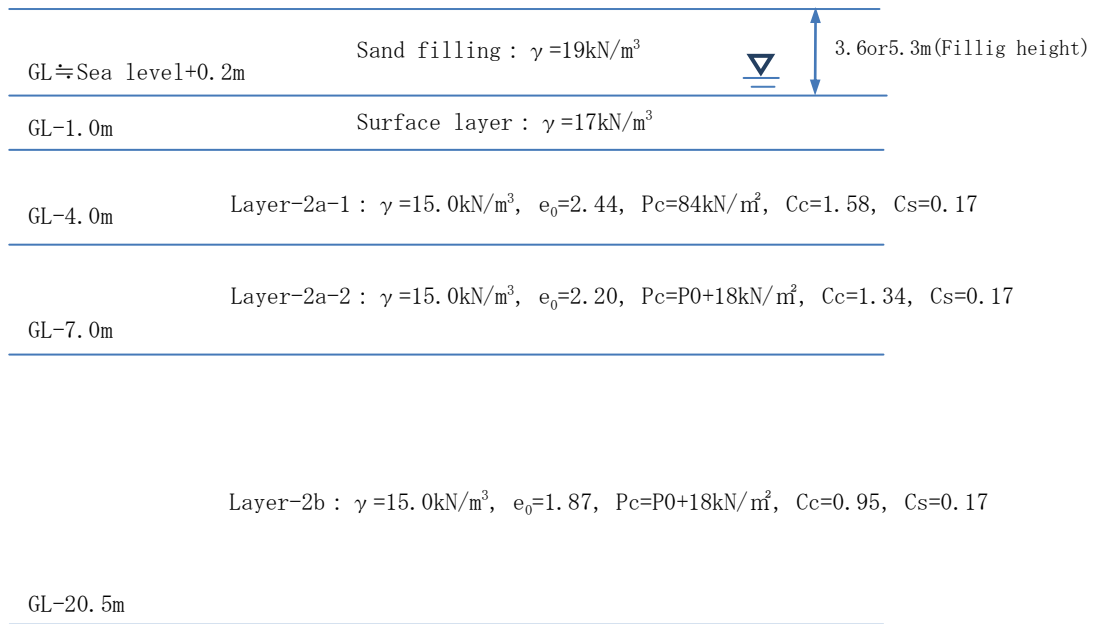 Sand filling : γ=19kN/m³
3.6or5.3m(Fillig height)
GL≒Sea level+0.2m
Surface layer : γ=17kN/m³
GL-1.0m
Layer-2a-1 : γ=15.0kN/m³, e₀=2.44, Pc=84kN/㎡, Cc=1.58, Cs=0.17
GL-4.0m
Layer-2a-2 : γ=15.0kN/m³, e₀=2.20, Pc=P0+18kN/㎡, Cc=1.34, Cs=0.17
GL-7.0m
Layer-2b : γ=15.0kN/m³, e₀=1.87, Pc=P0+18kN/㎡, Cc=0.95, Cs=0.17
GL-20.5m